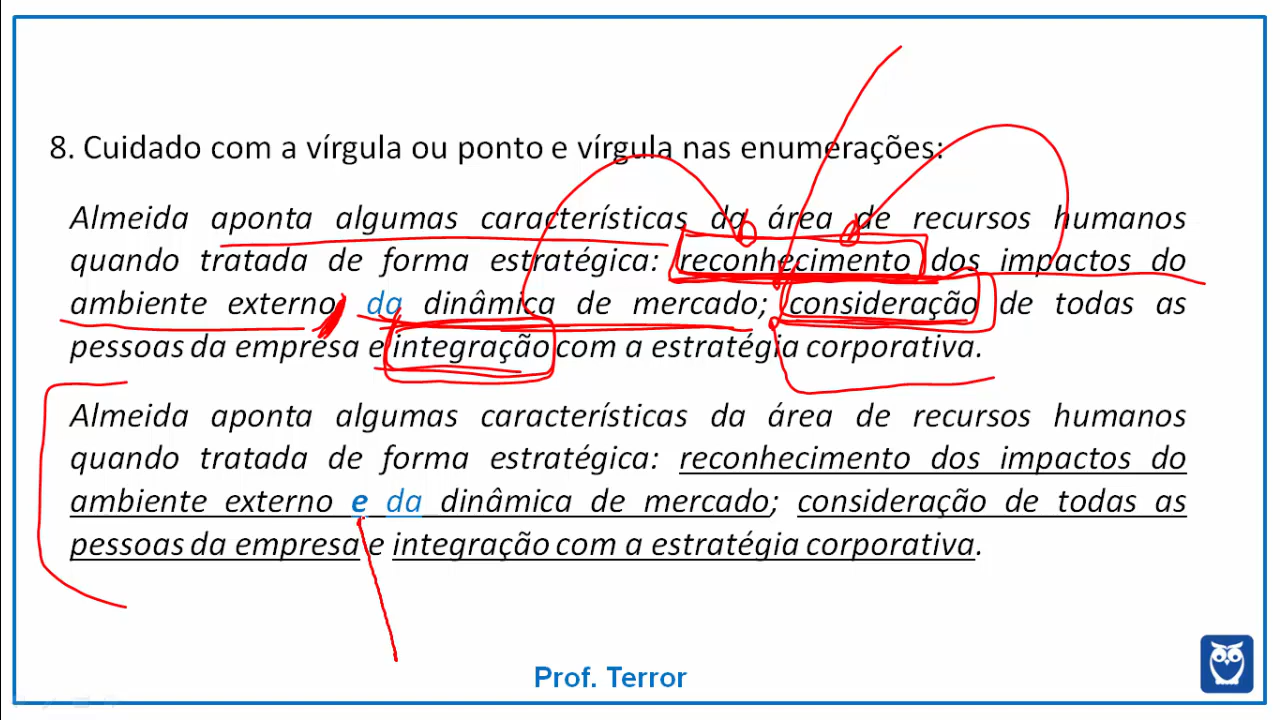 8. Cuidado com a vírgula ou ponto e vírgula nas enumerações:
Almeida aponta algumas características da área de recursos humanos
quando tratada de forma estratégica: reconhecimento dos impactos do
ambiente externo, da dinâmica de mercado; consideração de todas as
pessoas da empresa e integração com a estratégia corporativa.
Almeida aponta algumas características da área de recursos humanos
quando tratada de forma estratégica: reconhecimento dos impactos do
ambiente externo e da dinâmica de mercado; consideração de todas as
pessoas da empresa e integração com a estratégia corporativa.
Prof. Terror